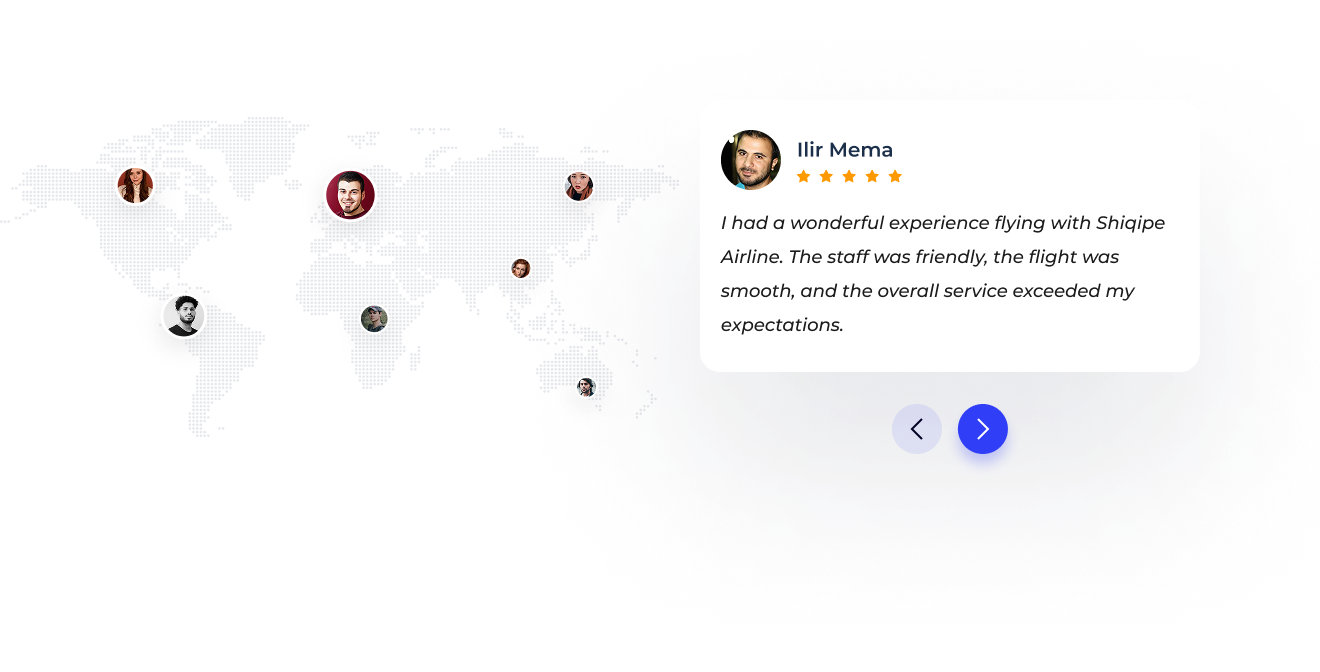 Ilir Mema
I had a wonderful experience flying with Shiqipe
Airline. The staff was friendly, the flight was
smooth, and the overall service exceeded my
expectations.